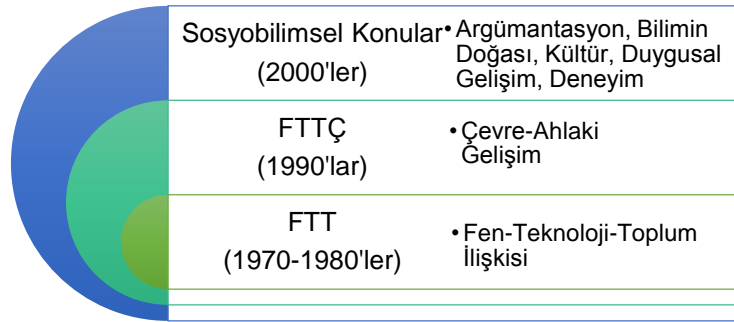 Sosyobilimsel Konular
(2000'ler)
• Argümantasyon, Bilimin
Doğası, Kültür, Duygusal
Gelişim, Deneyim
FTTÇ
(1990'lar)
• Çevre-Ahlaki
Gelişim
FTT
(1970-1980'ler)
• Fen-Teknoloji-Toplum
İlişkisi